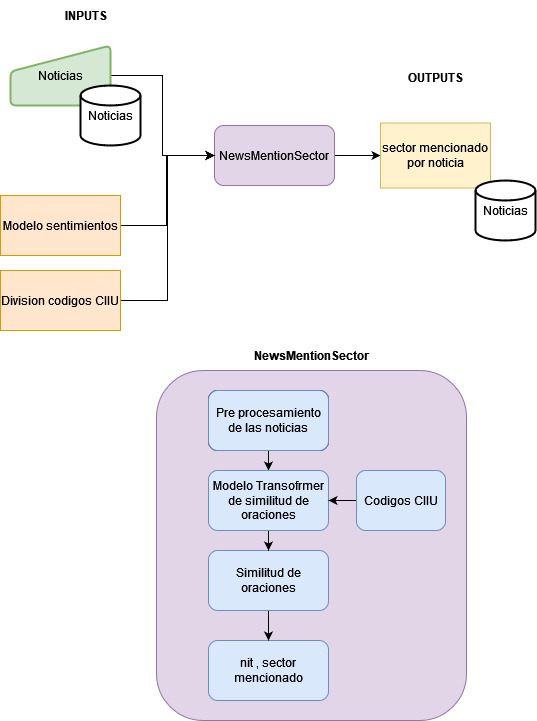 INPUTS
Noticias
Noticias
Modelo sentimientos
Division codigos CIIU
NewsMentionSector
OUTPUTS
sector mencionado
por noticia
Noticias
NewsMentionSector
Pre procesamiento
de las noticias
Modelo Transofrmer
de similitud de
oraciones
Codigos CIIU
Similitud de
oraciones
nit , sector
mencionado